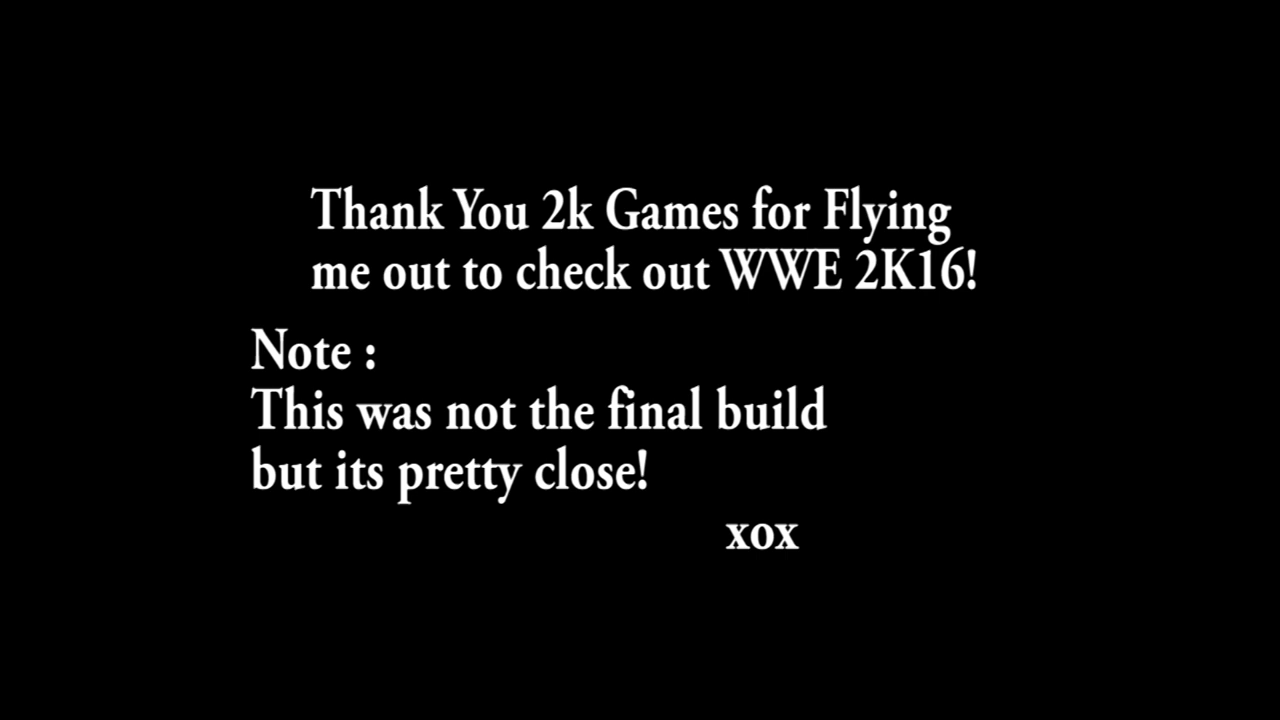 Thank You 2k Games for Flying
me out to check out WWE 2K16!
Note :
This was not the final build
but its pretty close!
xox